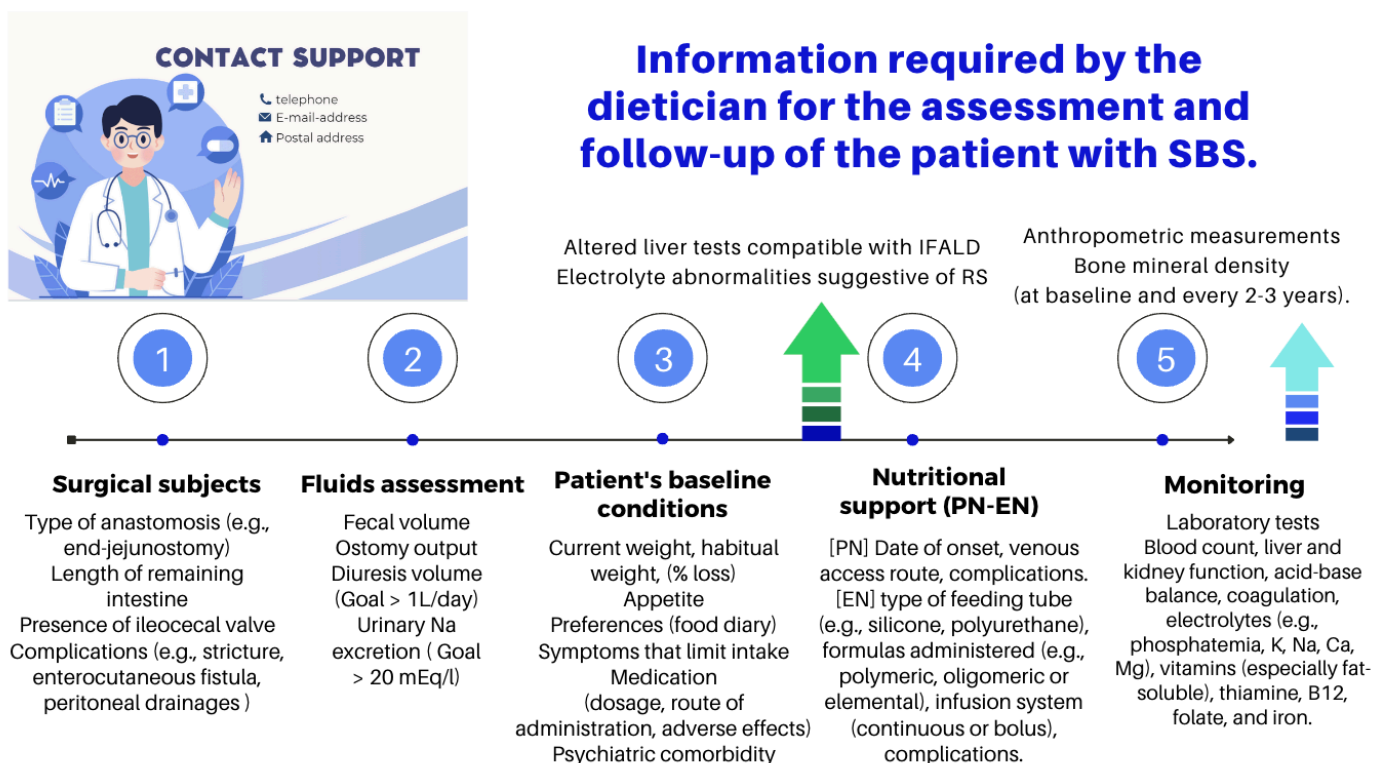 CONTACT SUPPORT
telephone
E-mail-address
Postal address
Information required by the
dietician for the assessment and
follow-up of the patient with SBS.
Altered liver tests compatible with IFALD
Electrolyte abnormalities suggestive of RS
Anthropometric measurements
Bone mineral density
(at baseline and every 2-3 years).
1
2
3
4
5
Surgical subjects
Type of anastomosis (e.g.,
end-jejunostomy)
Length of remaining
intestine
Presence of ileocecal valve
Complications (e.g., stricture,
enterocutaneous fistula,
peritoneal drainages )
Fluids assessment
Fecal volume
Ostomy output
Diuresis volume
(Goal > 1L/day)
Urinary Na
excretion ( Goal
> 20 mEq/l)
Patient's baseline
conditions
Current weight, habitual
weight, (% loss)
Appetite
Preferences (food diary)
Symptoms that limit intake
Medication
(dosage, route of
administration, adverse effects)
Psychiatric comorbidity
Nutritional
support (PN-EN)
[PN] Date of onset, venous
access route, complications.
[EN] type of feeding tube
(e.g., silicone, polyurethane),
formulas administered (e.g.,
polymeric, oligomeric or
elemental), infusion system
(continuous or bolus),
complications.
Monitoring
Laboratory tests
Blood count, liver and
kidney function, acid-base
balance, coagulation,
electrolytes (e.g.,
phosphatemia, K, Na, Ca,
Mg), vitamins (especially fat-
soluble), thiamine, B12,
folate, and iron.